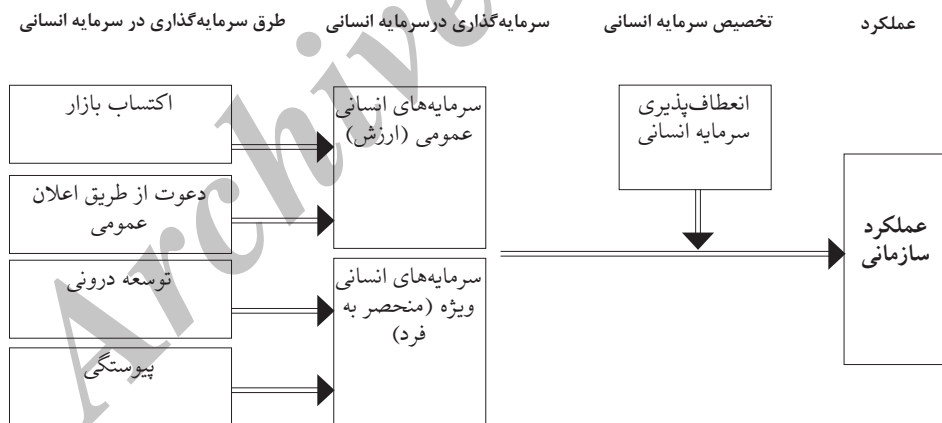 طرق سرمایه‌گذاری در سرمایه انسانی
سرمایه‌گذاری درسرمایه انسانی
تخصیص سرمایه انسانی
عملکرد
اکتساب بازار
دعوت از طریق اعلان
عمومی
توسعه درونی
پیوستگی
سرمایه‌های انسانی
عمومی (ارزش)
سرمایه‌های انسانی
ویژه (منحصر به
فرد)
انعطاف‌پذیری
سرمایه انسانی
عملکرد
سازمانی
Archive